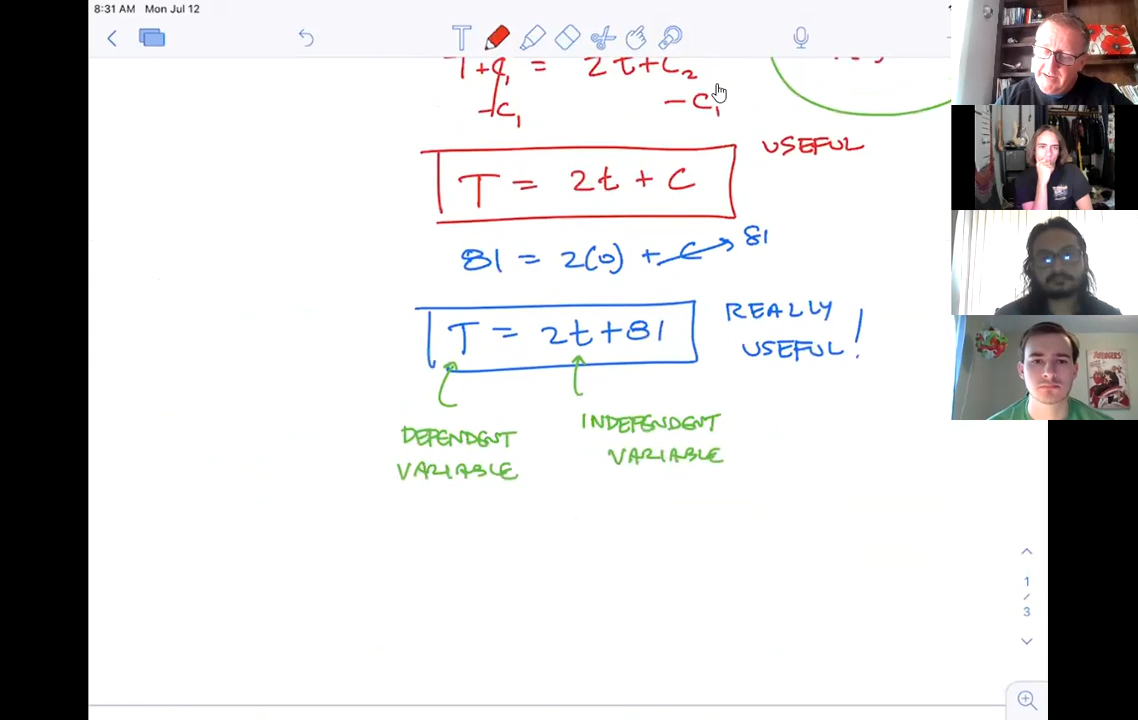 8:31 AM Mon Jul 12
T+C₁ = 2t+C₂
-C₁ -C₁
T = 2t + C
USEFUL
81 = 2(0) + C → 81
T = 2t+81
REALLY
USEFUL!
DEPENDENT
VARIABLE
INDEPENDENT
VARIABLE
1
/
3